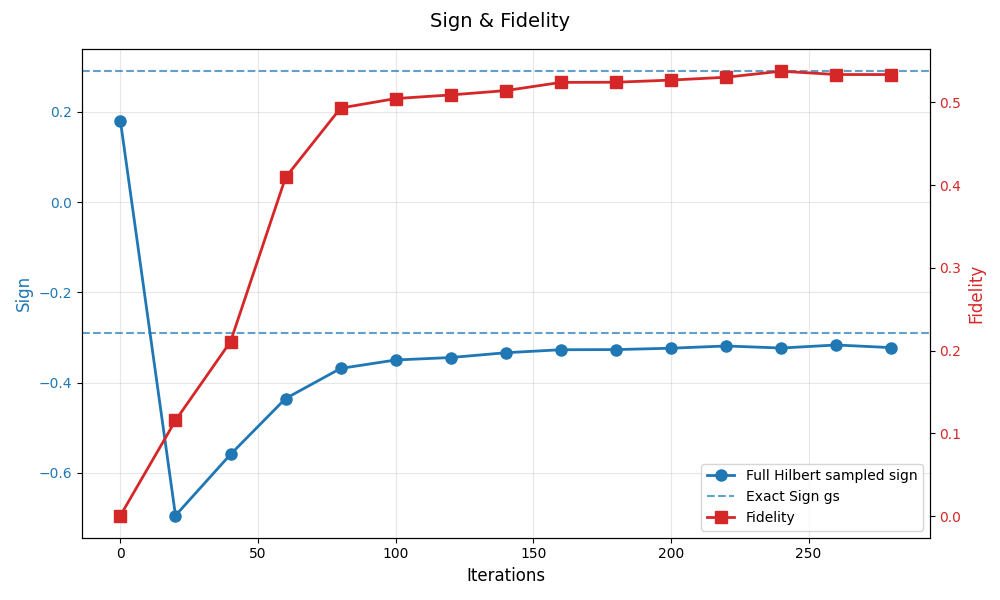 Sign & Fidelity
Sign
0.2
0.0
−0.2
−0.4
−0.6
0.5
0.4
0.3
0.2
0.1
0.0
Fidelity
Full Hilbert sampled sign
Exact Sign gs
Fidelity
0
50
100
150
200
250
Iterations